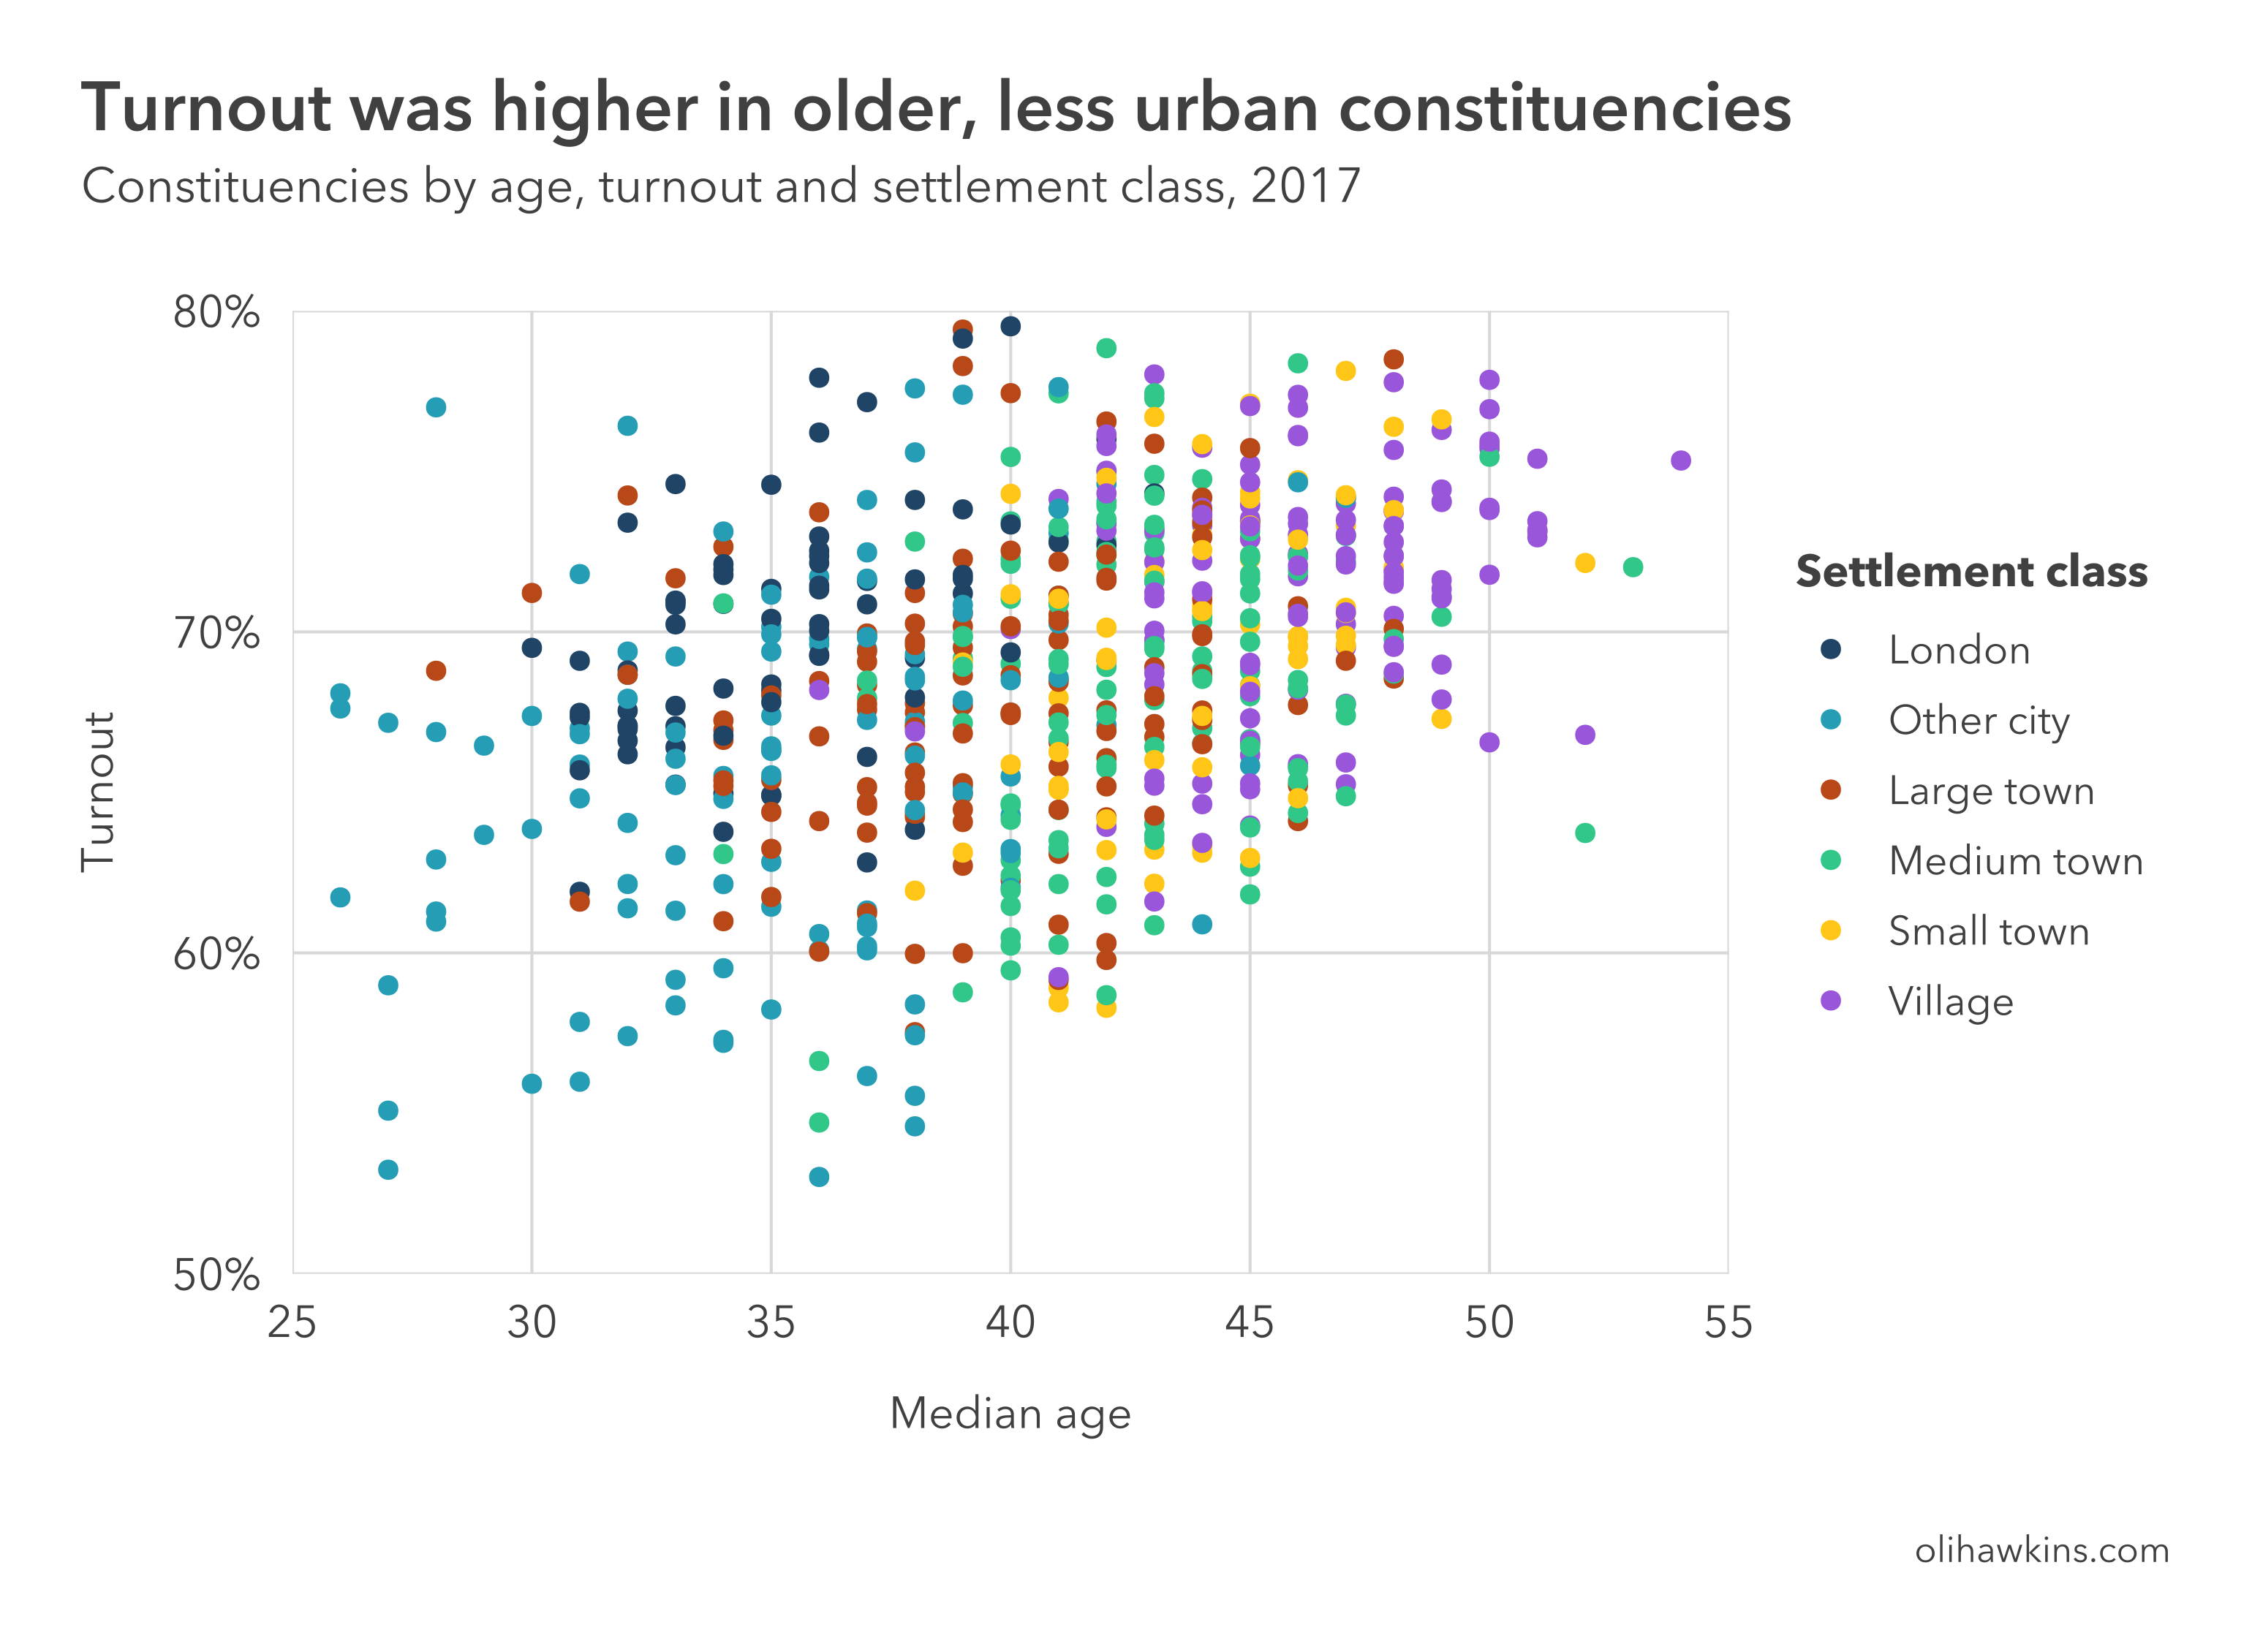 Turnout was higher in older, less urban constituencies
Constituencies by age, turnout and settlement class, 2017
80%
70%
60%
50%
Turnout
25
30
35
40
45
50
55
Median age
Settlement class
London
Other city
Large town
Medium town
Small town
Village
olihawkins.com